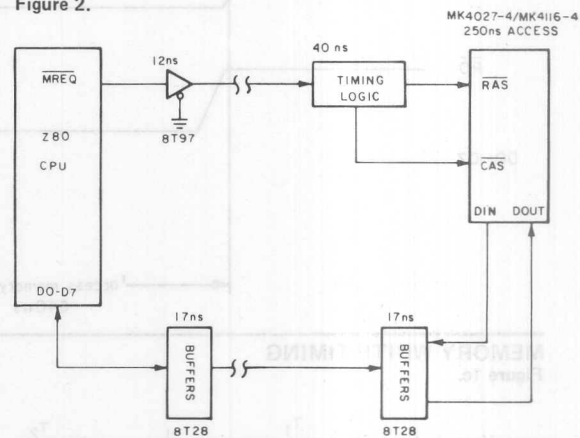 Figure 2.
MK4027-4/MK4116-4
250ns ACCESS
12ns
40 ns
MREQ
TIMING
LOGIC
RAS
8T97
Z80
CPU
CAS
DIN DOUT
D0-D7
17ns
17ns
BUFFERS
BUFFERS
8T28
8T28
MEMORY WRITE TIMING
Figure 1c.